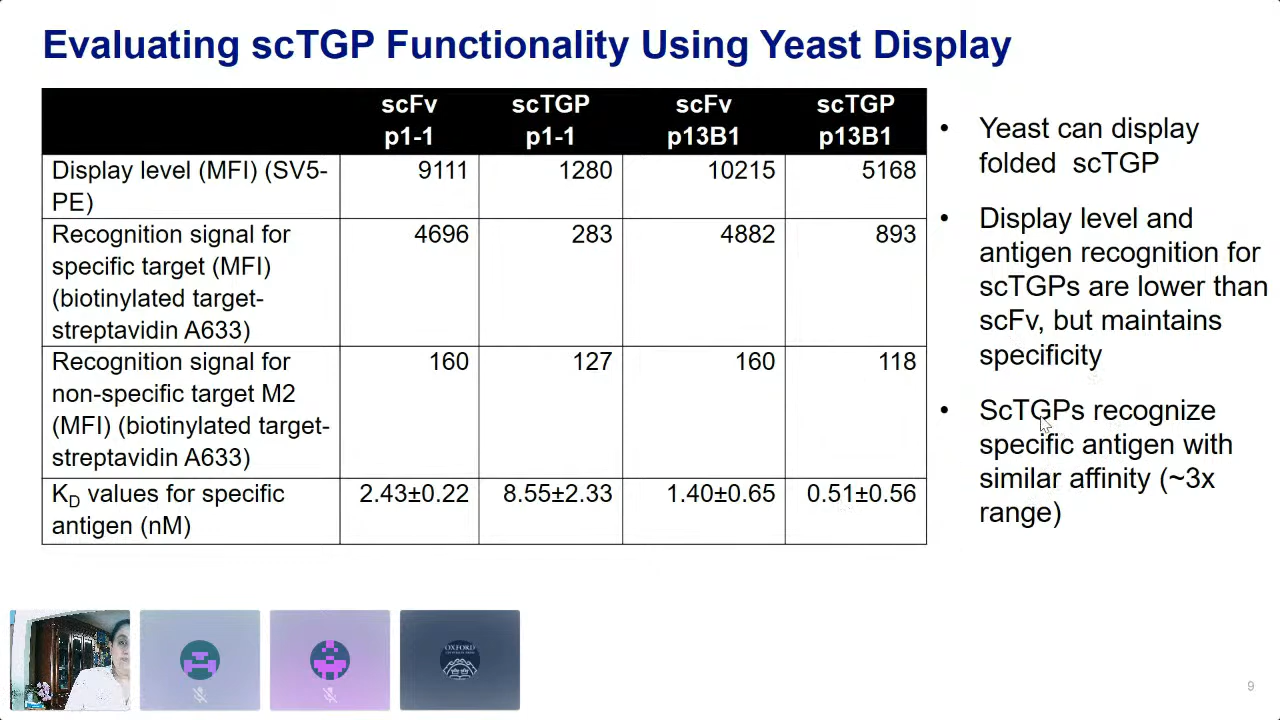 Evaluating scTGP Functionality Using Yeast Display
scFv p1-1
scTGP p1-1
scFv p13B1
scTGP p13B1
Display level (MFI) (SV5-
PE)
9111
1280
10215
5168
Recognition signal for
specific target (MFI)
(biotinylated target-
streptavidin A633)
4696
283
4882
893
Recognition signal for
non-specific target M2
(MFI) (biotinylated target-
streptavidin A633)
160
127
160
118
KD values for specific
antigen (nM)
2.43±0.22
8.55±2.33
1.40±0.65
0.51±0.56
• Yeast can display
folded scTGP
• Display level and
antigen recognition for
scTGPs are lower than
scFv, but maintains
specificity
• ScTGPs recognize
specific antigen with
similar affinity (~3x
range)
OXFORD
9